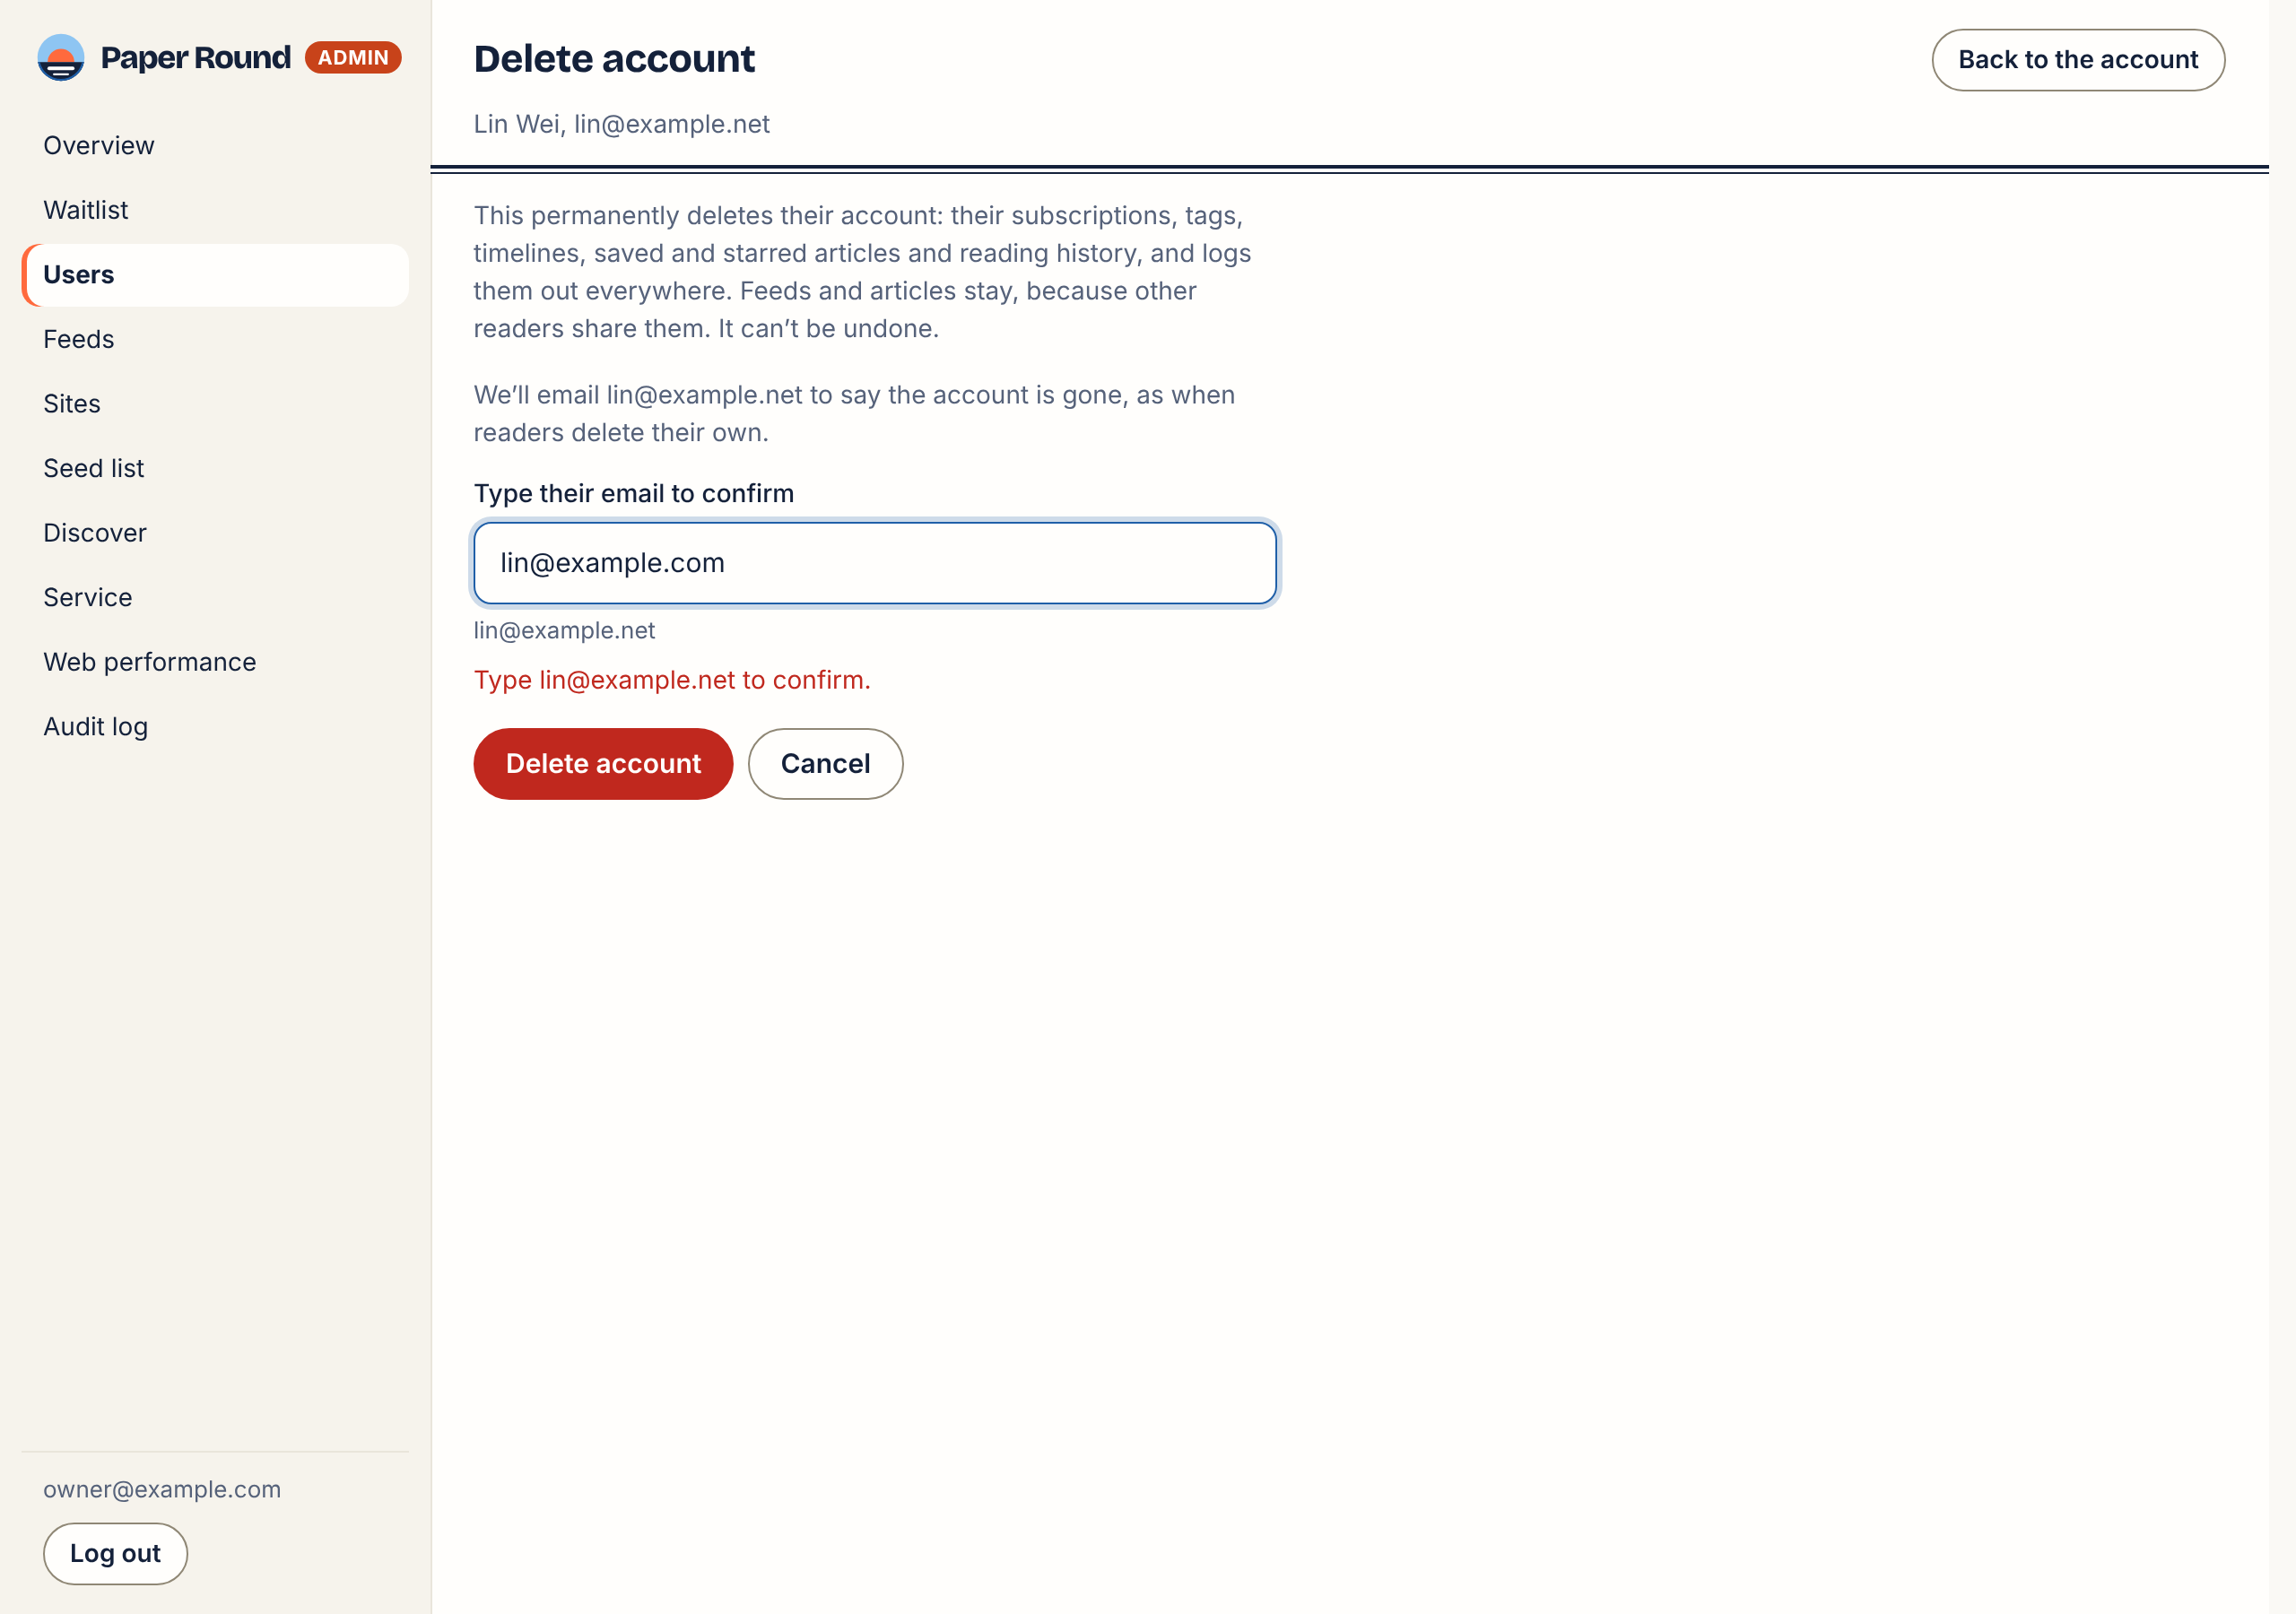 Paper Round ADMIN
Overview
Waitlist
Users
Feeds
Sites
Seed list
Discover
Service
Web performance
Audit log
owner@example.com
Log out
Delete account
Back to the account
Lin Wei, lin@example.net
This permanently deletes their account: their subscriptions, tags,
timelines, saved and starred articles and reading history, and logs
them out everywhere. Feeds and articles stay, because other
readers share them. It can’t be undone.
We’ll email lin@example.net to say the account is gone, as when
readers delete their own.
Type their email to confirm
lin@example.com
lin@example.net
Type lin@example.net to confirm.
Delete account
Cancel